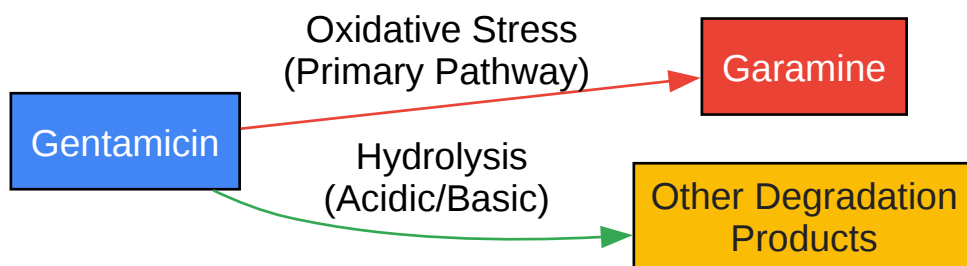 Oxidative Stress
(Primary Pathway)
Garamine
Gentamicin
Hydrolysis
(Acidic/Basic)
Other Degradation
Products